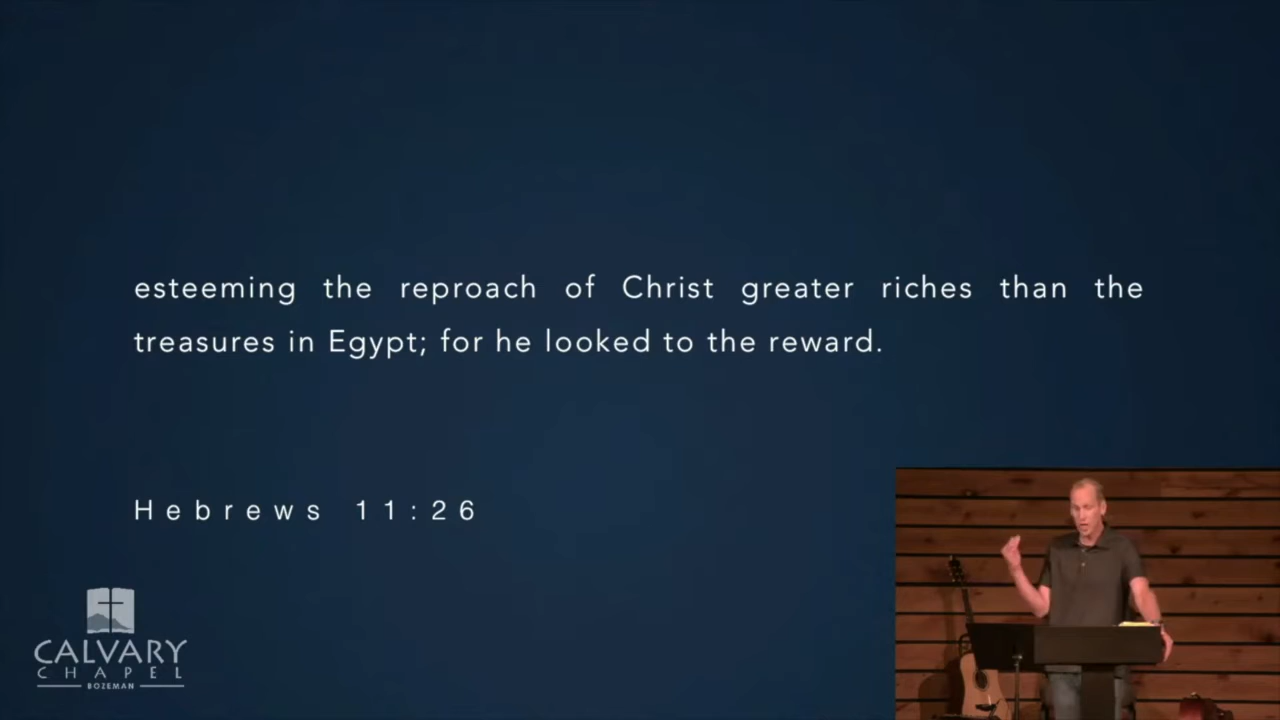 esteeming the reproach of Christ greater riches than the
treasures in Egypt; for he looked to the reward.
Hebrews 11:26
CALVARY
CHAPEL
BOZEMAN